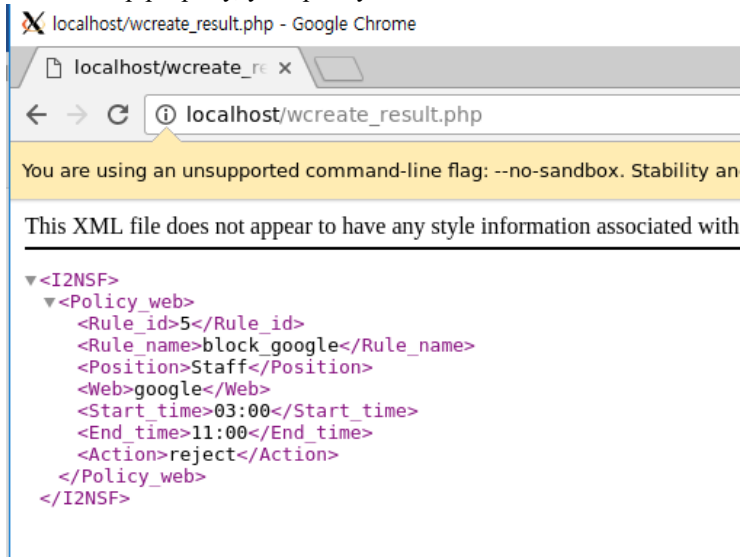 localhost/wcreate_result.php - Google Chrome
localhost/wcreate_re
localhost/wcreate_result.php
You are using an unsupported command-line flag: --no-sandbox. Stability an
This XML file does not appear to have any style information associated with
▼<I2NSF>
▼<Policy_web>
<Rule_id>5</Rule_id>
<Rule_name>block_google</Rule_name>
<Position>Staff</Position>
<Web>google</Web>
<Start_time>03:00</Start_time>
<End_time>11:00</End_time>
<Action>reject</Action>
</Policy_web>
</I2NSF>